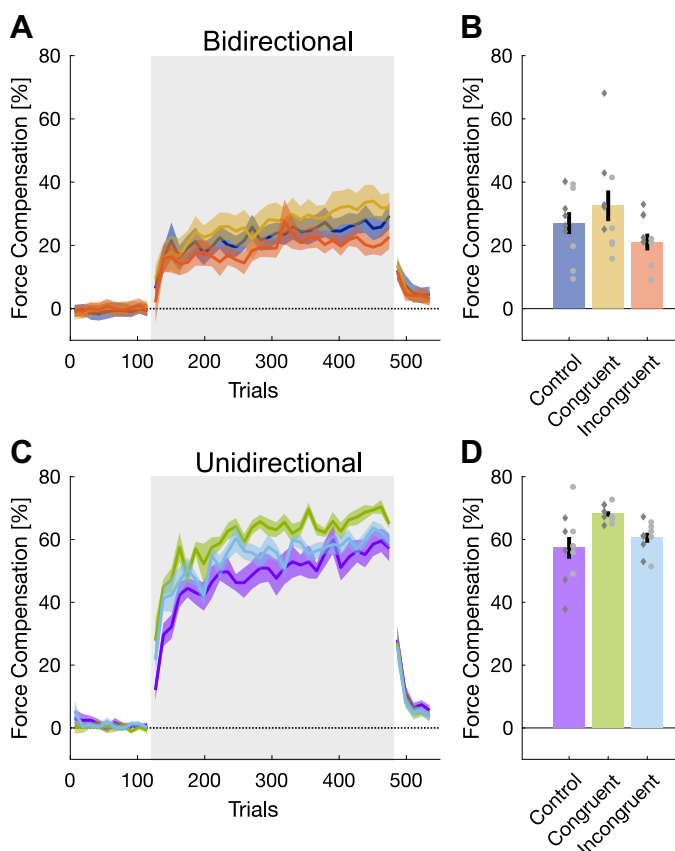 A
Bidirectional
Force Compensation [%]
80
60
40
20
0
0
100
200
300
400
500
Trials
B
Force Compensation [%]
80
60
40
20
0
Control
Congruent
Incongruent
C
Unidirectional
Force Compensation [%]
80
60
40
20
0
0
100
200
300
400
500
Trials
D
Force Compensation [%]
80
60
40
20
0
Control
Congruent
Incongruent